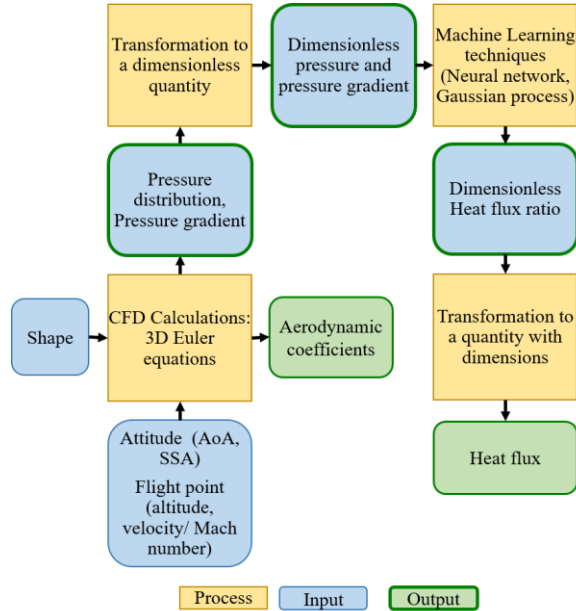 Transformation to
a dimensionless
quantity
Dimensionless
pressure and
pressure gradient
Machine Learning
techniques
(Neural network,
Gaussian process)
Pressure
distribution,
Pressure gradient
Dimensionless
Heat flux ratio
Shape
CFD Calculations:
3D Euler
equations
Aerodynamic
coefficients
Transformation to
a quantity with
dimensions
Attitude (AoA,
SSA)
Flight point
(altitude,
velocity/ Mach
number)
Heat flux
Process
Input
Output